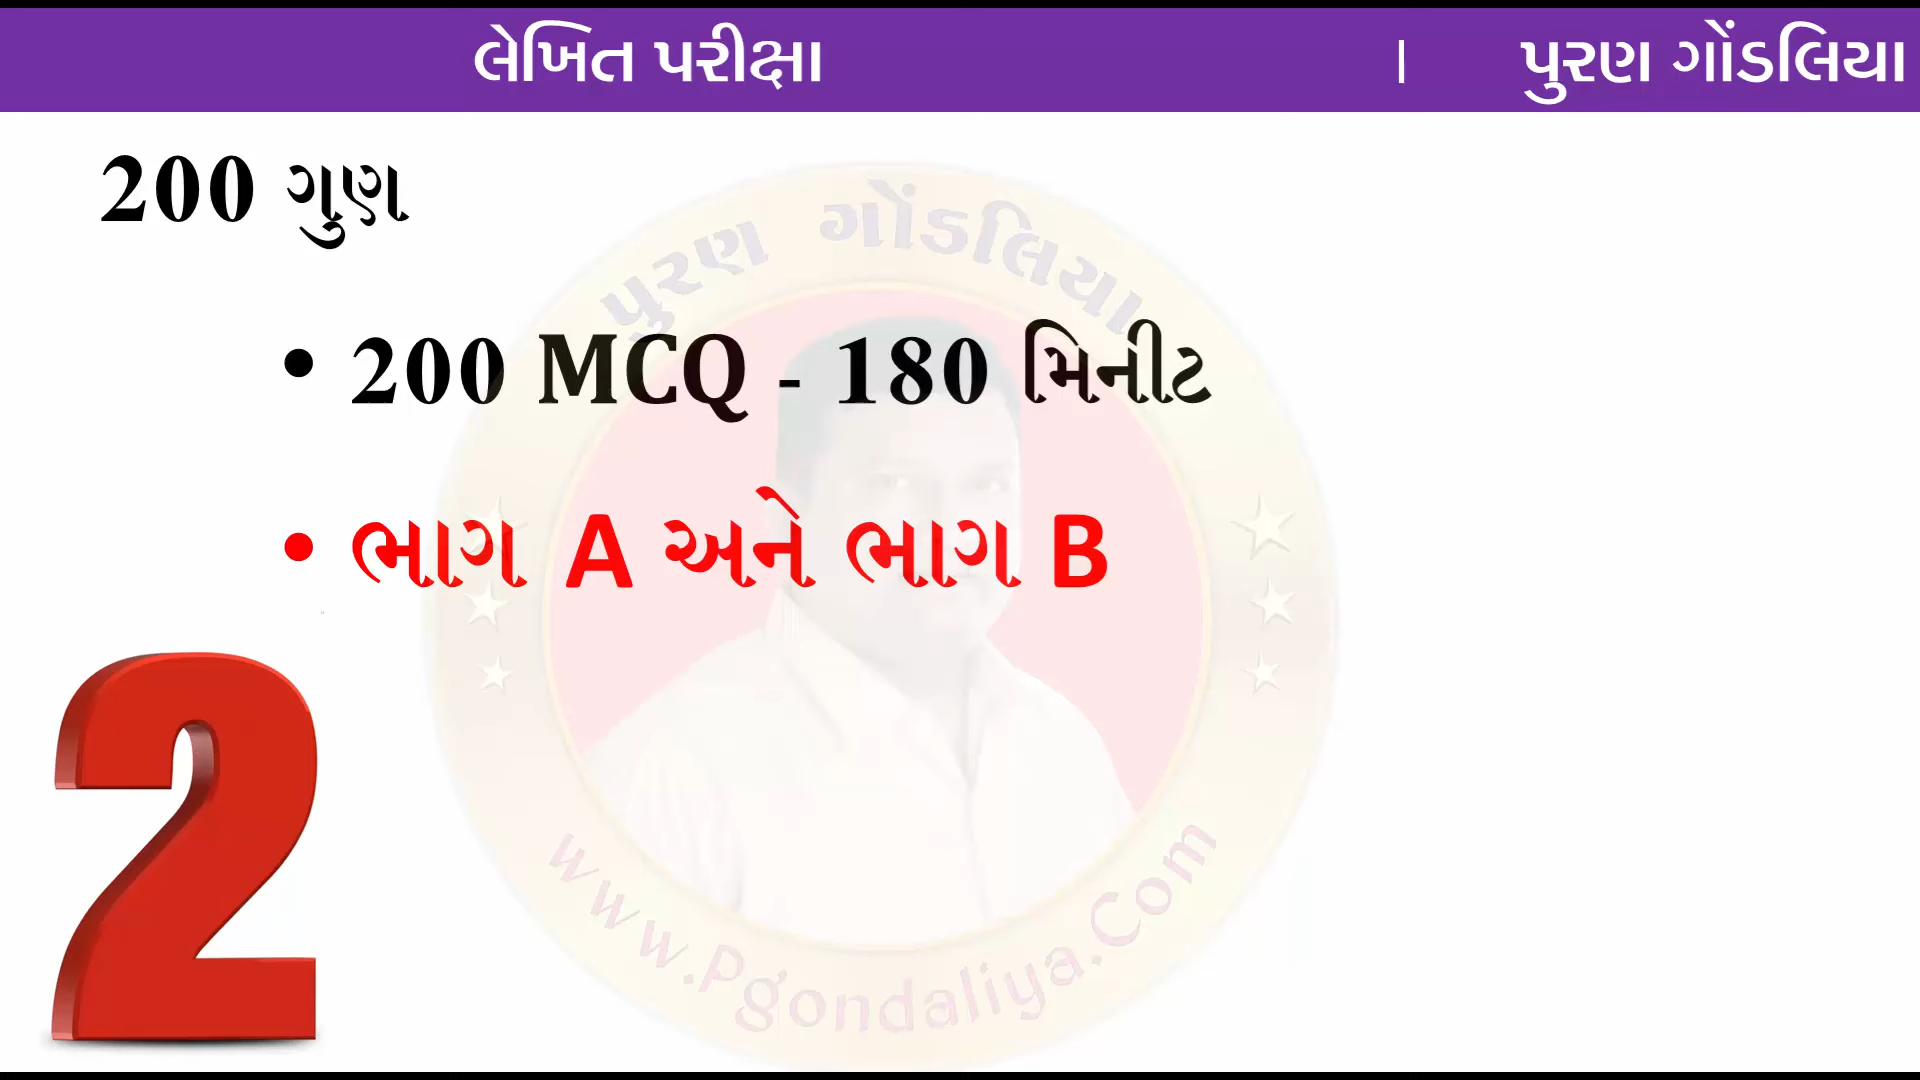 લેખિત પરીક્ષા | પુરણ ગોંડલિયા
200 ગુણ
પુરણ ગોંડલિયા
• 200 MCQ - 180 મિનીટ
• ભાગ A અને ભાગ B
2
www.Pgondaliya.Com